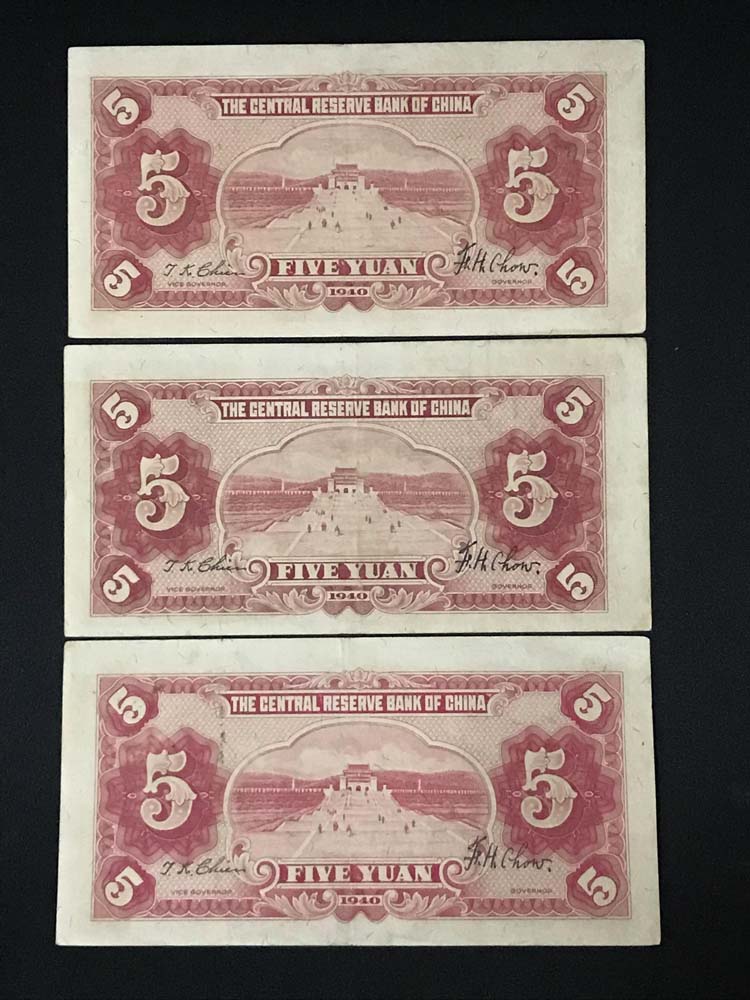 5 5
THE CENTRAL RESERVE BANK OF CHINA
5 5
T. K. Chien F. H. Chow.
VICE GOVERNOR GOVERNOR
FIVE YUAN
5 5
1940
5 5
THE CENTRAL RESERVE BANK OF CHINA
5 5
T. K. Chien F. H. Chow.
VICE GOVERNOR GOVERNOR
FIVE YUAN
5 5
1940
5 5
THE CENTRAL RESERVE BANK OF CHINA
5 5
T. K. Chien F. H. Chow.
VICE GOVERNOR GOVERNOR
FIVE YUAN
5 5
1940